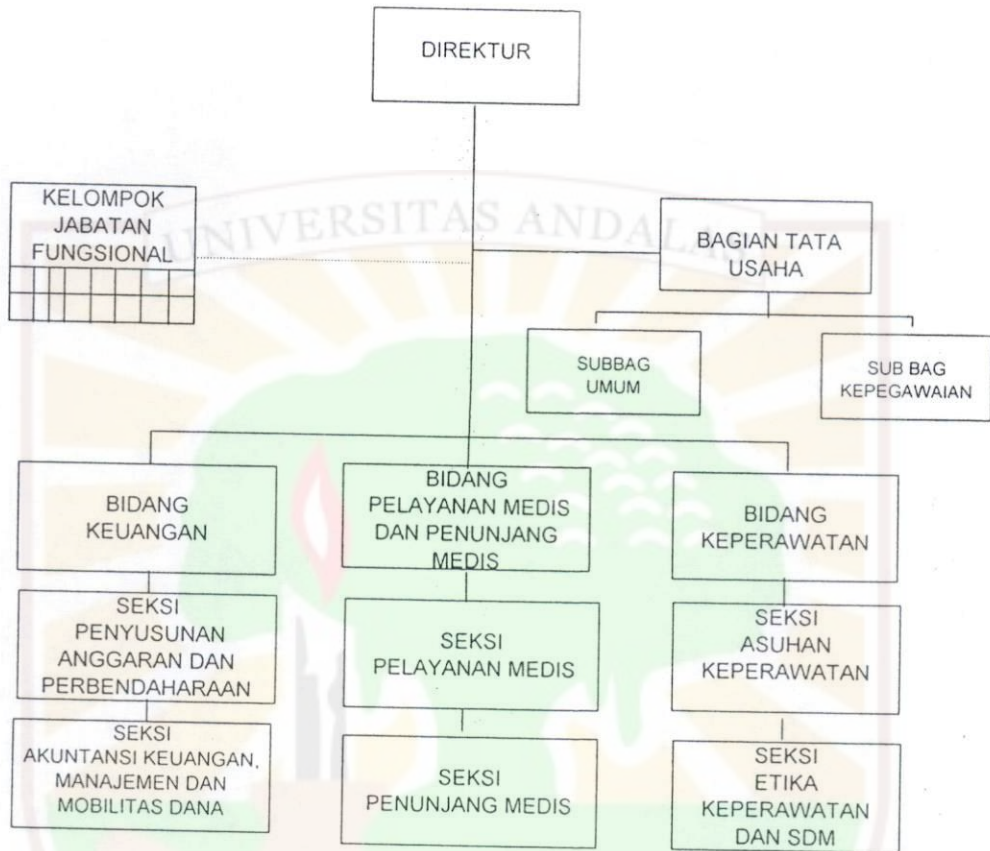 DIREKTUR
KELOMPOK
JABATAN
FUNGSIONAL
UNIVERSITAS ANDALAS
BAGIAN TATA
USAHA
SUBBAG
UMUM
SUB BAG
KEPEGAWAIAN
BIDANG
KEUANGAN
BIDANG
PELAYANAN MEDIS
DAN PENUNJANG
MEDIS
BIDANG
KEPERAWATAN
SEKSI
PENYUSUNAN
ANGGARAN DAN
PERBENDAHARAAN
SEKSI
PELAYANAN MEDIS
SEKSI
ASUHAN
KEPERAWATAN
SEKSI
AKUNTANSI KEUANGAN,
MANAJEMEN DAN
MOBILITAS DANA
SEKSI
PENUNJANG MEDIS
SEKSI
ETIKA
KEPERAWATAN
DAN SDM